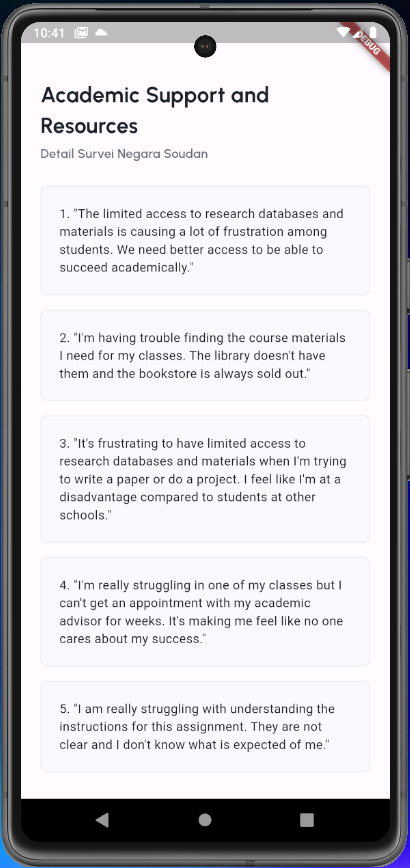 10:41
DEBUG
Academic Support and
Resources
Detail Survei Negara Soudan
1. "The limited access to research databases and
materials is causing a lot of frustration among
students. We need better access to be able to
succeed academically."
2. "I'm having trouble finding the course materials
I need for my classes. The library doesn't have
them and the bookstore is always sold out."
3. "It's frustrating to have limited access to
research databases and materials when I'm trying
to write a paper or do a project. I feel like I'm at a
disadvantage compared to students at other
schools."
4. "I'm really struggling in one of my classes but I
can't get an appointment with my academic
advisor for weeks. It's making me feel like no one
cares about my success."
5. "I am really struggling with understanding the
instructions for this assignment. They are not
clear and I don't know what is expected of me."